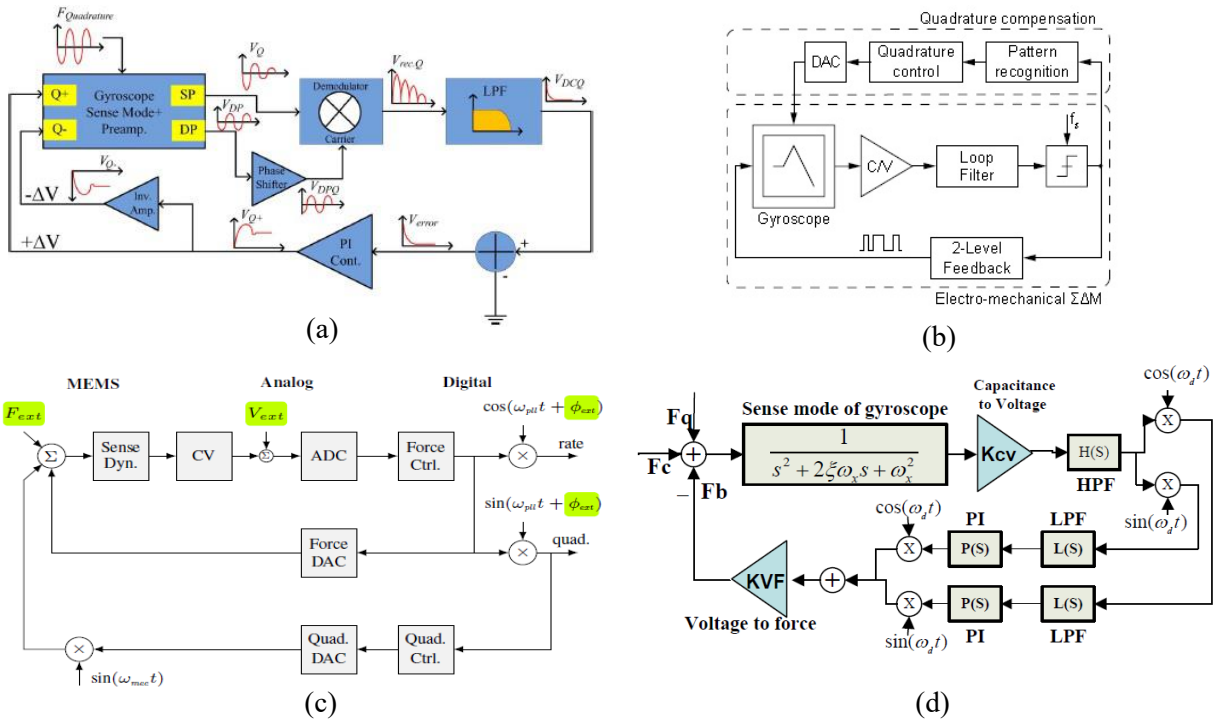 F_Quadrature
V_Q
V_rec.Q
V_DCQ
Q+
Gyroscope
Sense Mode+
Preamp.
SP
Q-
V_DP
DP
Demodulator
Carrier
LPF
Phase
Shifter
V_DPQ
V_Q-
-ΔV
Inv.
Amp.
+ΔV
V_Q+
PI
Cont.
V_error
+
-
(a)
Quadrature compensation
DAC
Quadrature
control
Pattern
recognition
f_s
C/V
Loop
Filter
Gyroscope
2-Level
Feedback
Electro-mechanical ΣΔM
(b)
MEMS
Analog
Digital
F_ext
V_ext
cos(ω_pll t + ϕ_ext)
Σ
Sense
Dyn.
CV
Σ
ADC
Force
Ctrl.
×
rate
sin(ω_pll t + ϕ_ext)
Force
DAC
×
quad.
×
Quad.
DAC
Quad.
Ctrl.
sin(ω_mec t)
(c)
cos(ω_d t)
Capacitance
to Voltage
Fq
Sense mode of gyroscope
Fc
+
1
s² + 2ξω_x s + ω_x²
Kcv
H(S)
HPF
X
X
−
Fb
sin(ω_d t)
cos(ω_d t)
PI
LPF
X
P(S)
L(S)
KVF
+
X
P(S)
L(S)
Voltage to force
sin(ω_d t)
PI
LPF
(d)